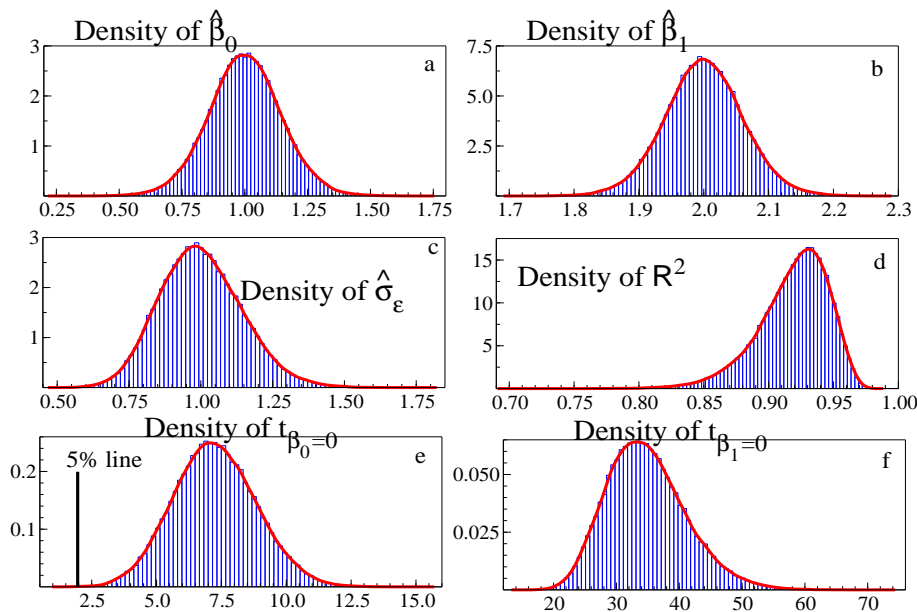 Density of β̂₀
a
3
2
1
0.25 0.50 0.75 1.00 1.25 1.50 1.75
Density of β̂₁
b
7.5
5.0
2.5
1.7 1.8 1.9 2.0 2.1 2.2 2.3
Density of σ̂ε
c
3
2
1
0.50 0.75 1.00 1.25 1.50 1.75
Density of R²
d
15
10
5
0.70 0.75 0.80 0.85 0.90 0.95 1.00
Density of tβ₀=0
5% line
e
0.2
0.1
2.5 5.0 7.5 10.0 12.5 15.0
Density of tβ₁=0
f
0.050
0.025
20 30 40 50 60 70